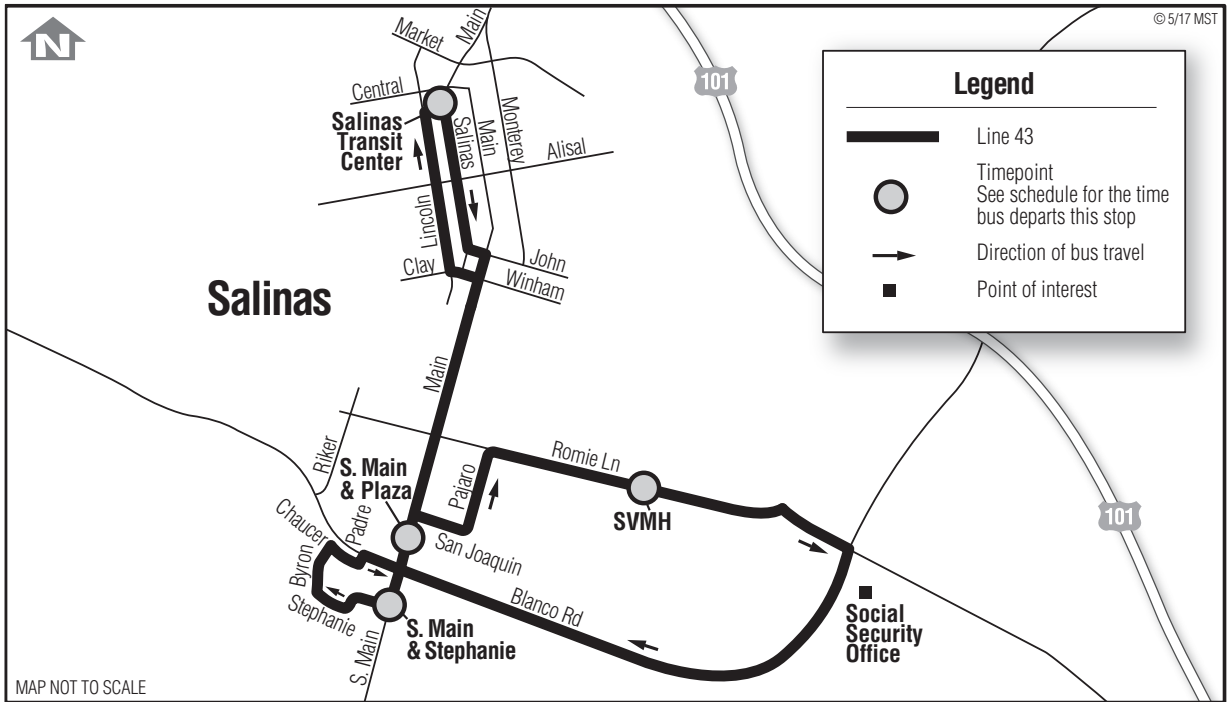 N
© 5/17 MST
Market
Main
101
Central
Salinas
Transit
Center
Salinas
Main
Monterey
Alisal
Lincoln
Clay
John
Winham
Legend
Line 43
Timepoint
See schedule for the time
bus departs this stop
Direction of bus travel
Point of interest
Salinas
Main
Riker
S. Main
& Plaza
Pajaro
Romie Ln
SVMH
101
Chaucer
Padre
San Joaquin
Byron
Stephanie
Blanco Rd
S. Main
& Stephanie
Social
Security
Office
S. Main
MAP NOT TO SCALE